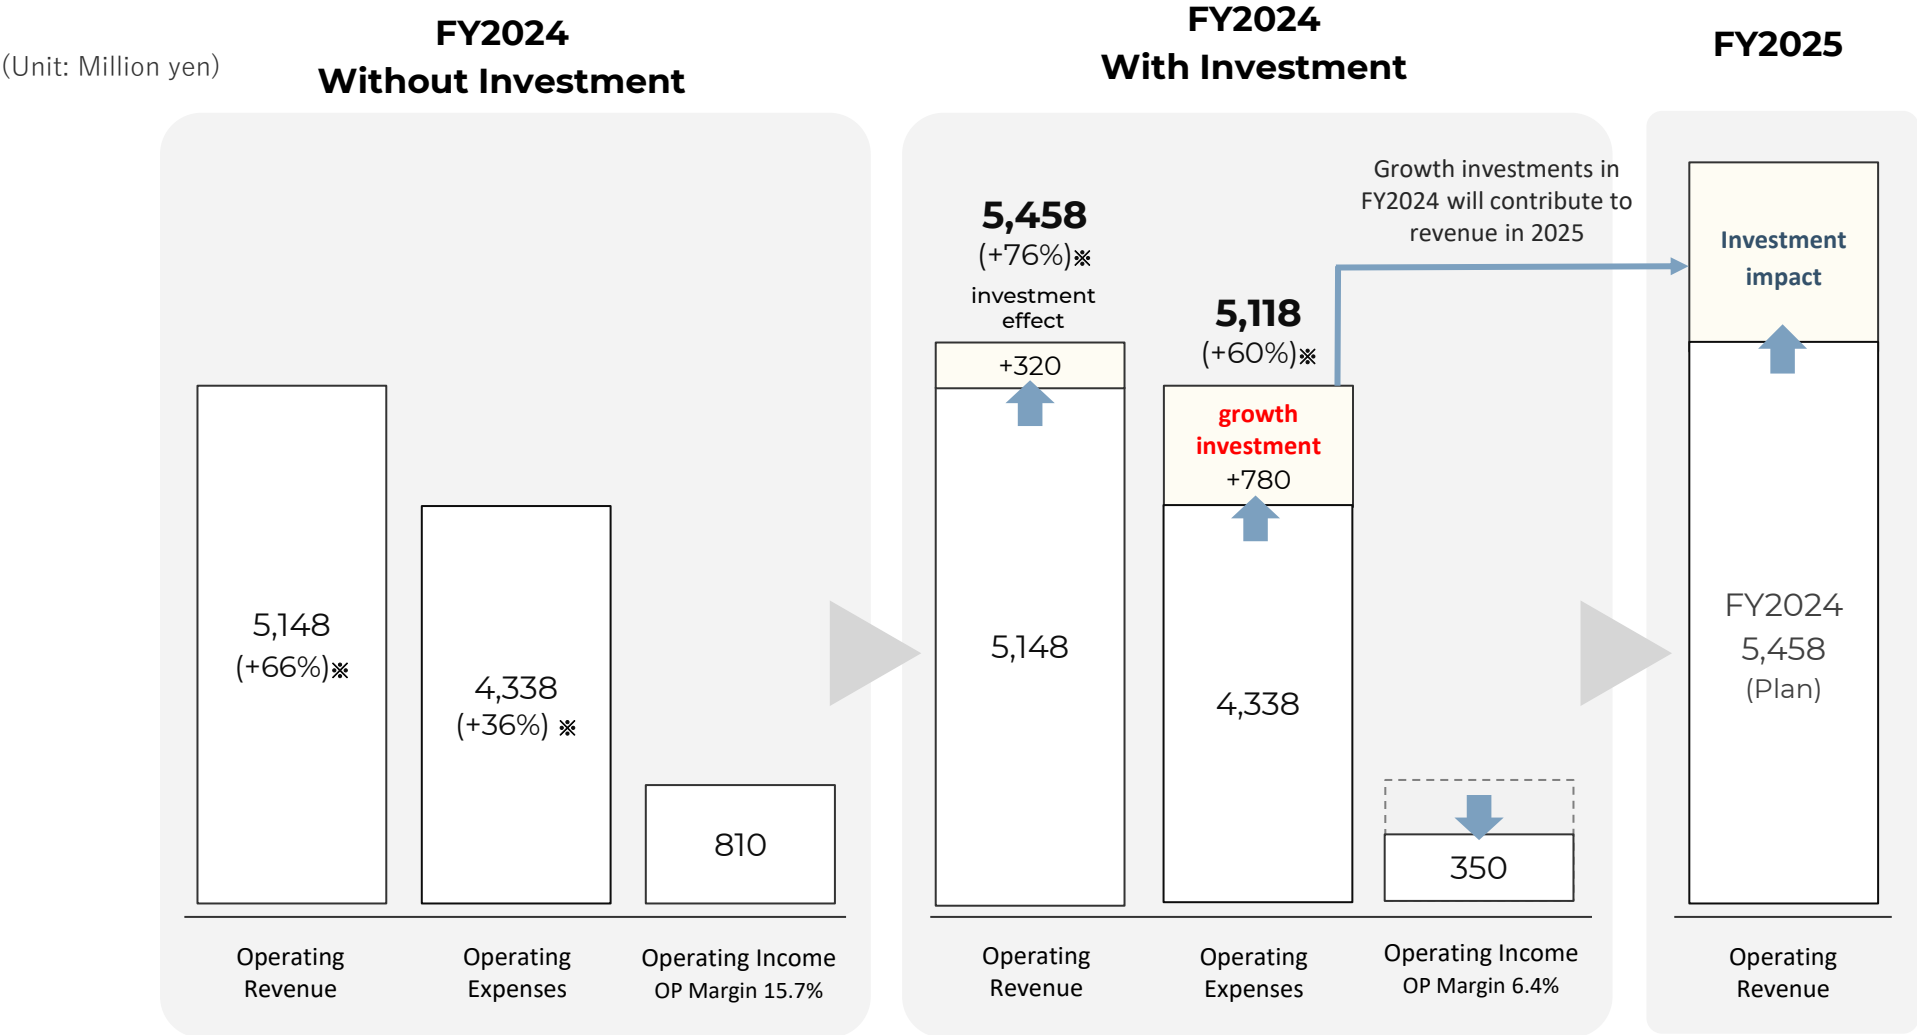 (Unit: Million yen)
FY2024
Without Investment
5,148
(+66%)※
4,338
(+36%) ※
810
Operating
Revenue
Operating
Expenses
Operating Income
OP Margin 15.7%
FY2024
With Investment
5,458
(+76%)※
investment
effect
+320
5,148
5,118
(+60%)※
growth
investment
+780
4,338
Growth investments in
FY2024 will contribute to
revenue in 2025
350
Operating
Revenue
Operating
Expenses
Operating Income
OP Margin 6.4%
FY2025
Investment
impact
FY2024
5,458
(Plan)
Operating
Revenue